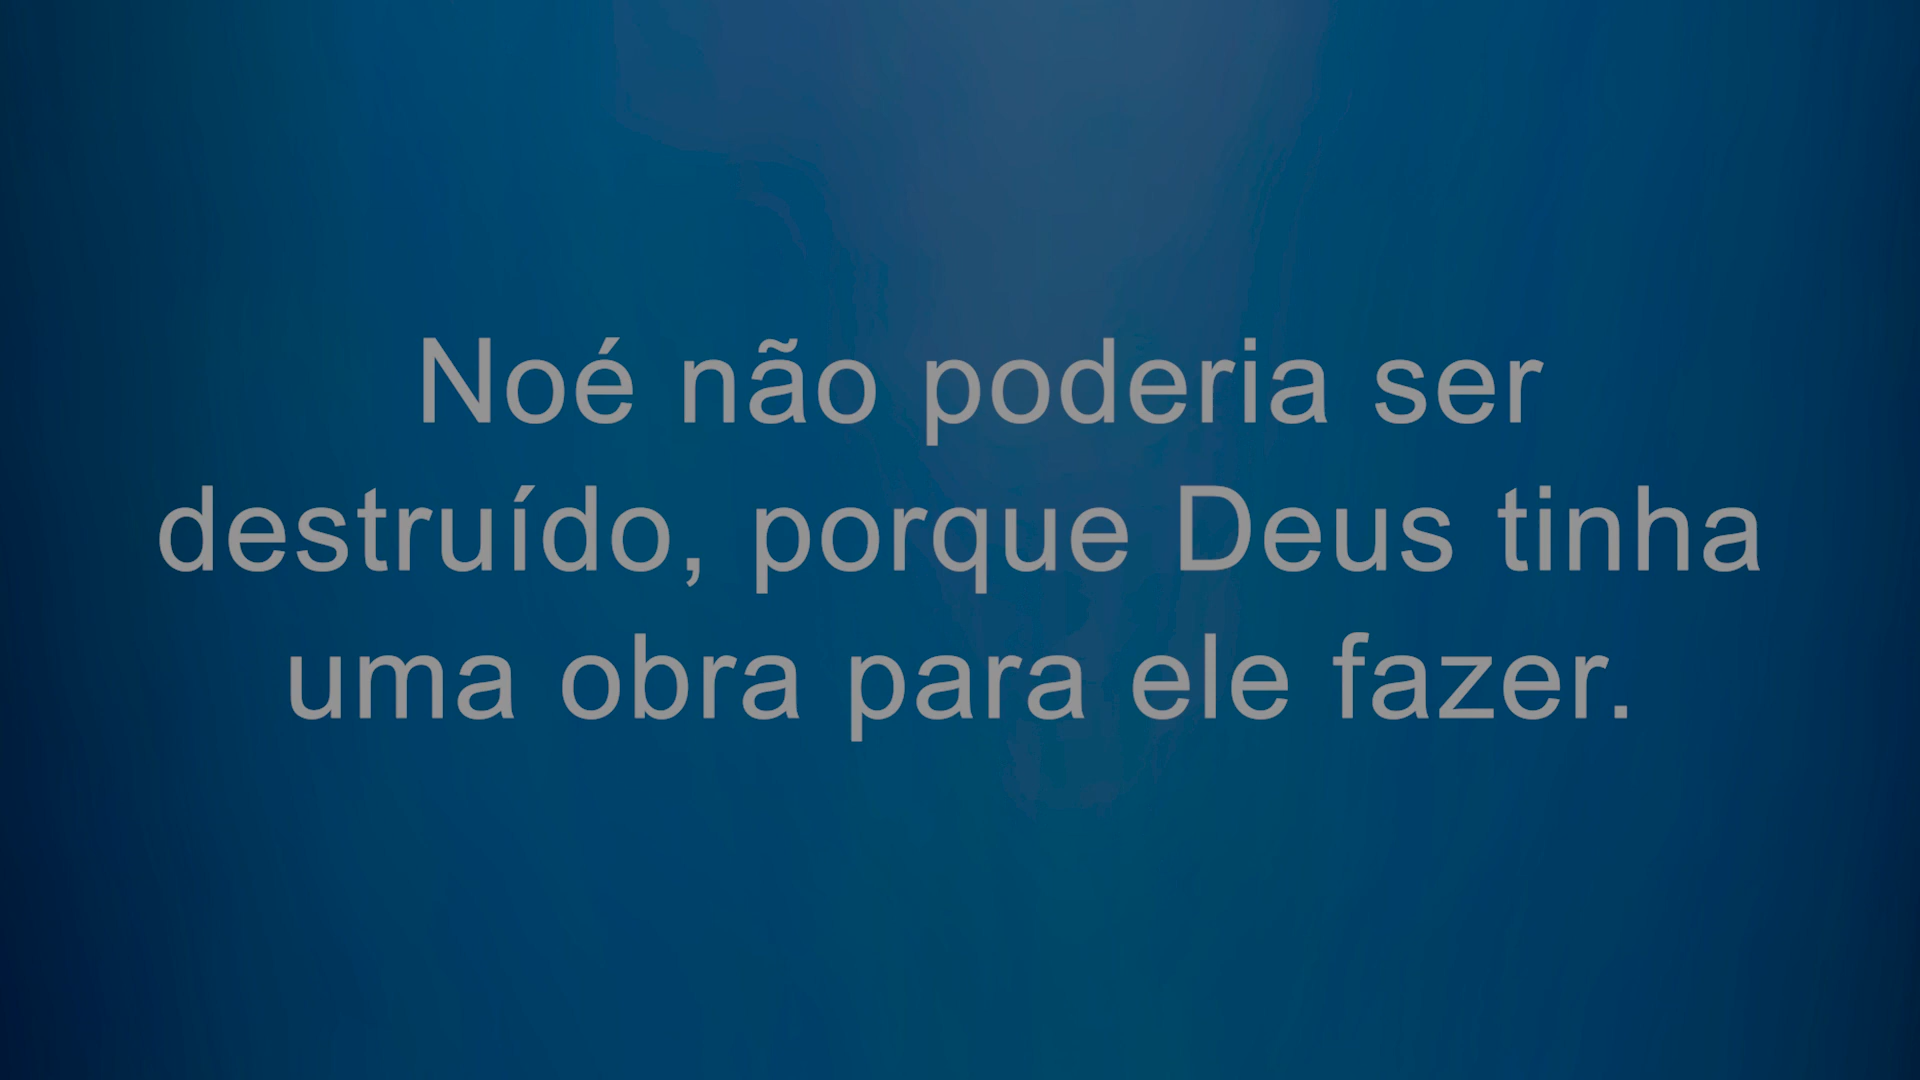 Noé não poderia ser
destruído, porque Deus tinha
uma obra para ele fazer.